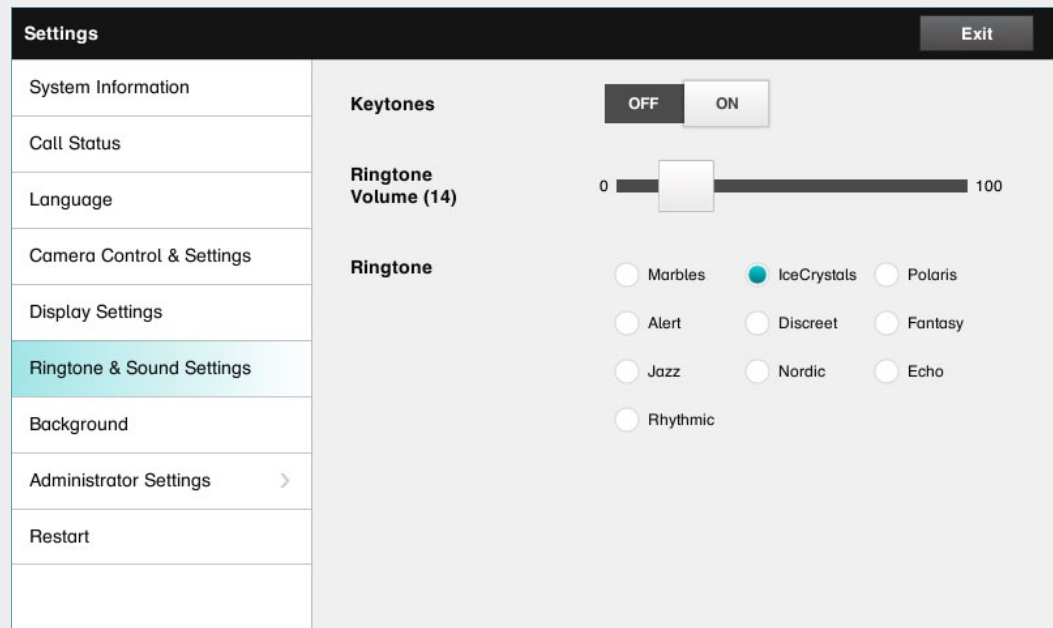 Settings
Exit
System Information
Call Status
Language
Camera Control & Settings
Display Settings
Ringtone & Sound Settings
Background
Administrator Settings
Restart
Keytones
OFF
ON
Ringtone
Volume (14)
0
100
Ringtone
Marbles
IceCrystals
Polaris
Alert
Discreet
Fantasy
Jazz
Nordic
Echo
Rhythmic